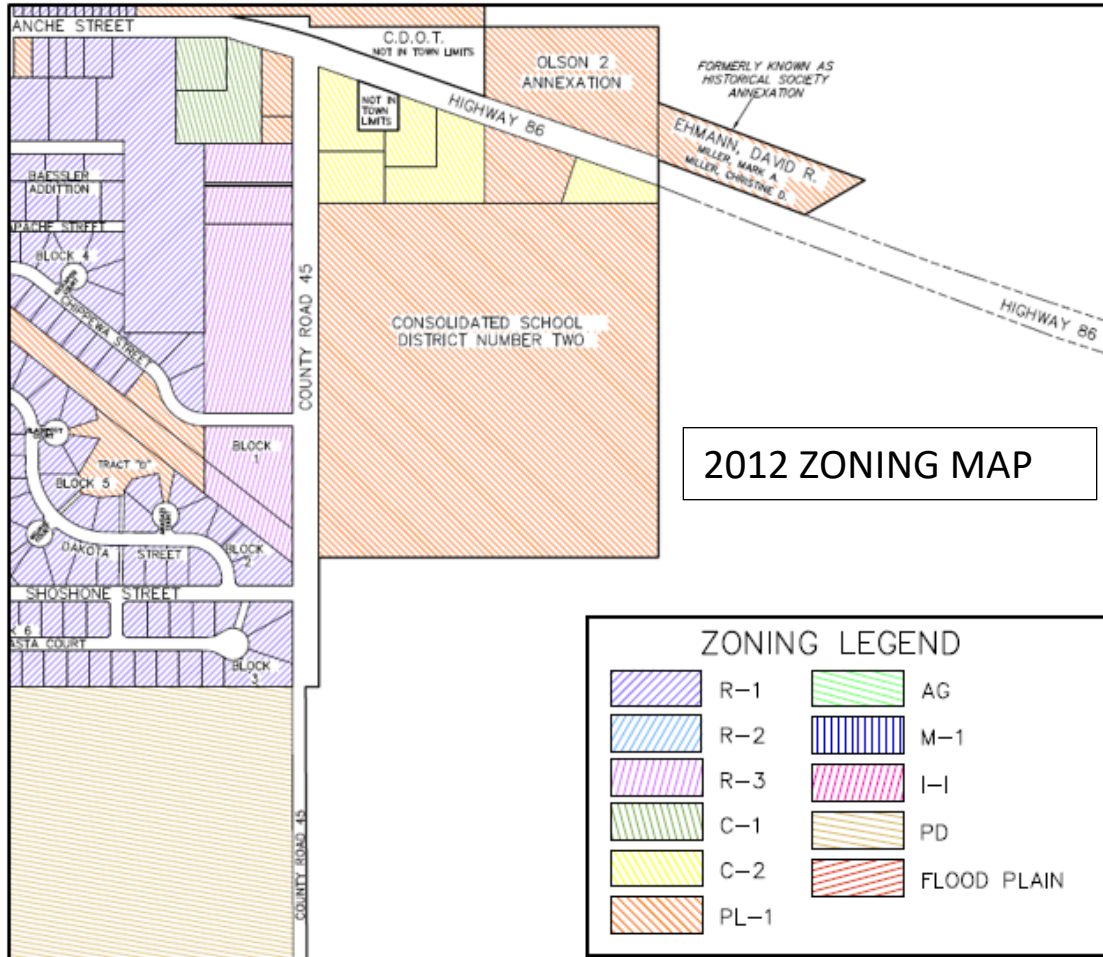 ANCHE STREET
C.D.O.T.
NOT IN TOWN LIMITS
OLSON 2
ANNEXATION
FORMERLY KNOWN AS
HISTORICAL SOCIETY
ANNEXATION
NOT IN
TOWN
LIMITS
HIGHWAY 86
EHMANN, DAVID R.
MILLER, MARK A.
MILLER, CHRISTINE D.
BAESSLER
ADDITTION
APACHE STREET
BLOCK 4
CHIPPEWA STREET
COUNTY ROAD 45
CONSOLIDATED SCHOOL
DISTRICT NUMBER TWO
HIGHWAY 86
BLOCK
1
TRACT "D"
BLOCK 5
2012 ZONING MAP
DAKOTA
STREET
BLOCK
2
SHOSHONE STREET
K 6
ASTA COURT
BLOCK
3
COUNTY ROAD 45
ZONING LEGEND
R-1
R-2
R-3
C-1
C-2
PL-1
AG
M-1
I-I
PD
FLOOD PLAIN